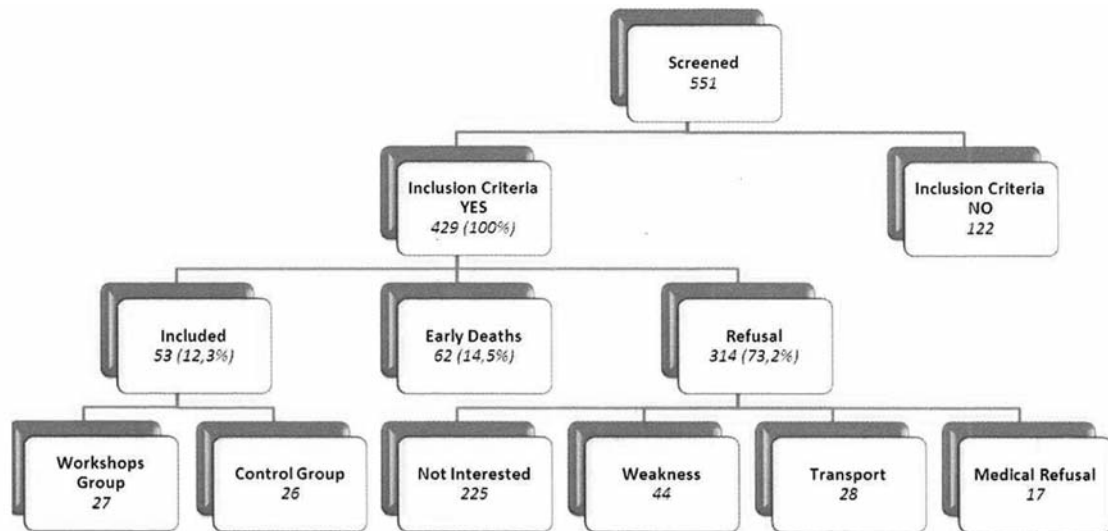 Screened
551
Inclusion Criteria
YES
429 (100%)
Inclusion Criteria
NO
122
Included
53 (12,3%)
Early Deaths
62 (14,5%)
Refusal
314 (73,2%)
Workshops
Group
27
Control Group
26
Not Interested
225
Weakness
44
Transport
28
Medical Refusal
17